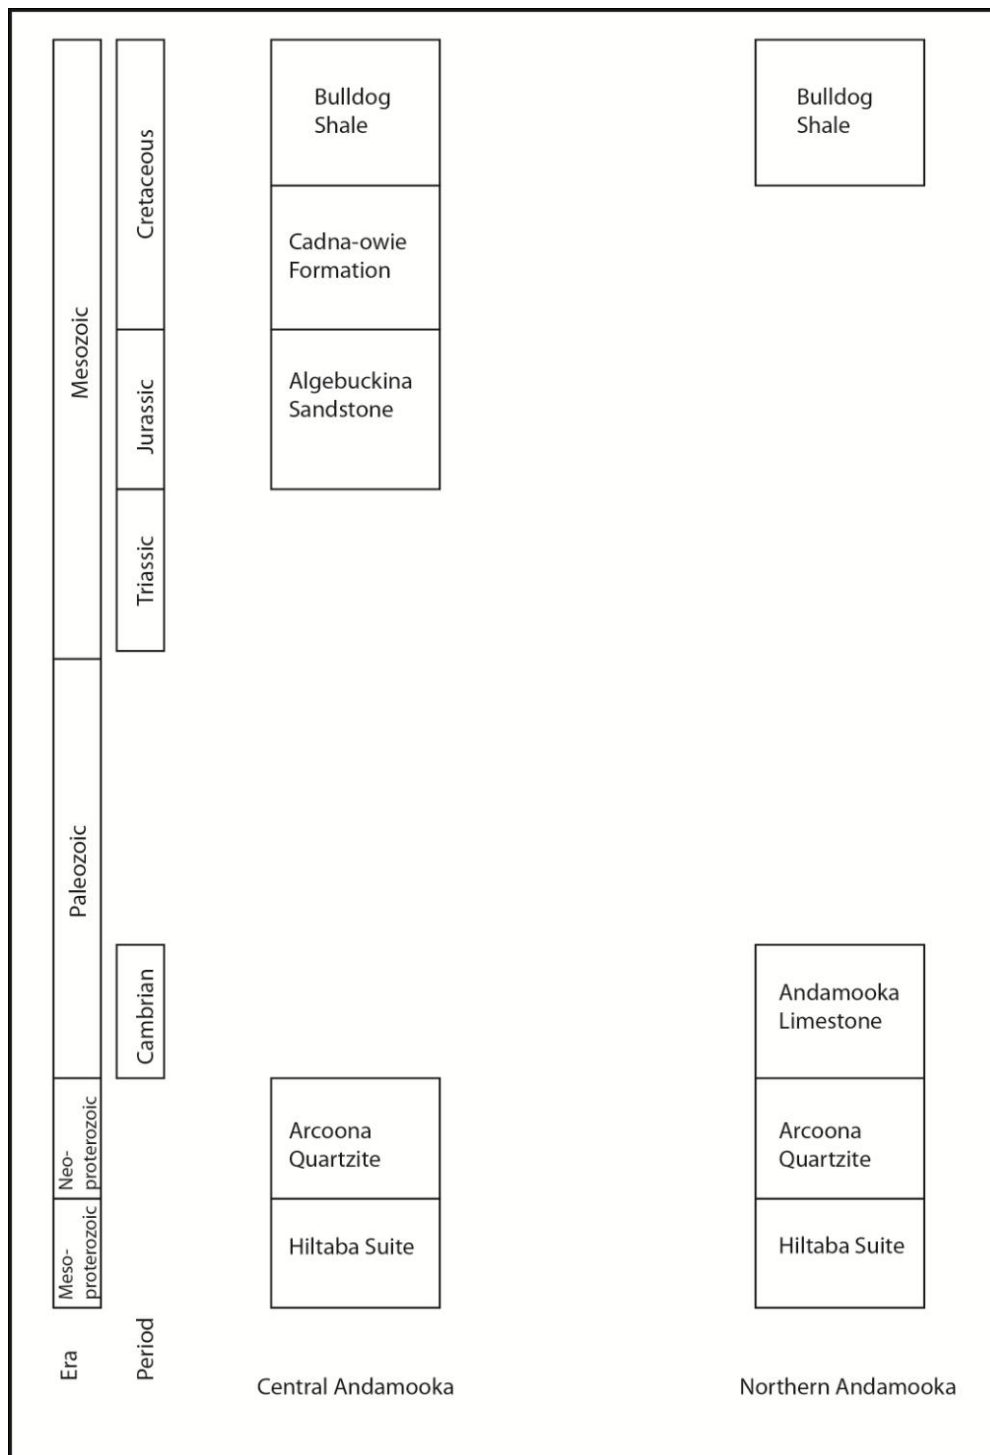 Mesozoic
Paleozoic
Neo-
proterozoic
Meso-
proterozoic
Era
Cretaceous
Jurassic
Triassic
Cambrian
Period
Bulldog
Shale
Cadna-owie
Formation
Algebuckina
Sandstone
Arcoona
Quartzite
Hiltaba Suite
Central Andamooka
Bulldog
Shale
Andamooka
Limestone
Arcoona
Quartzite
Hiltaba Suite
Northern Andamooka